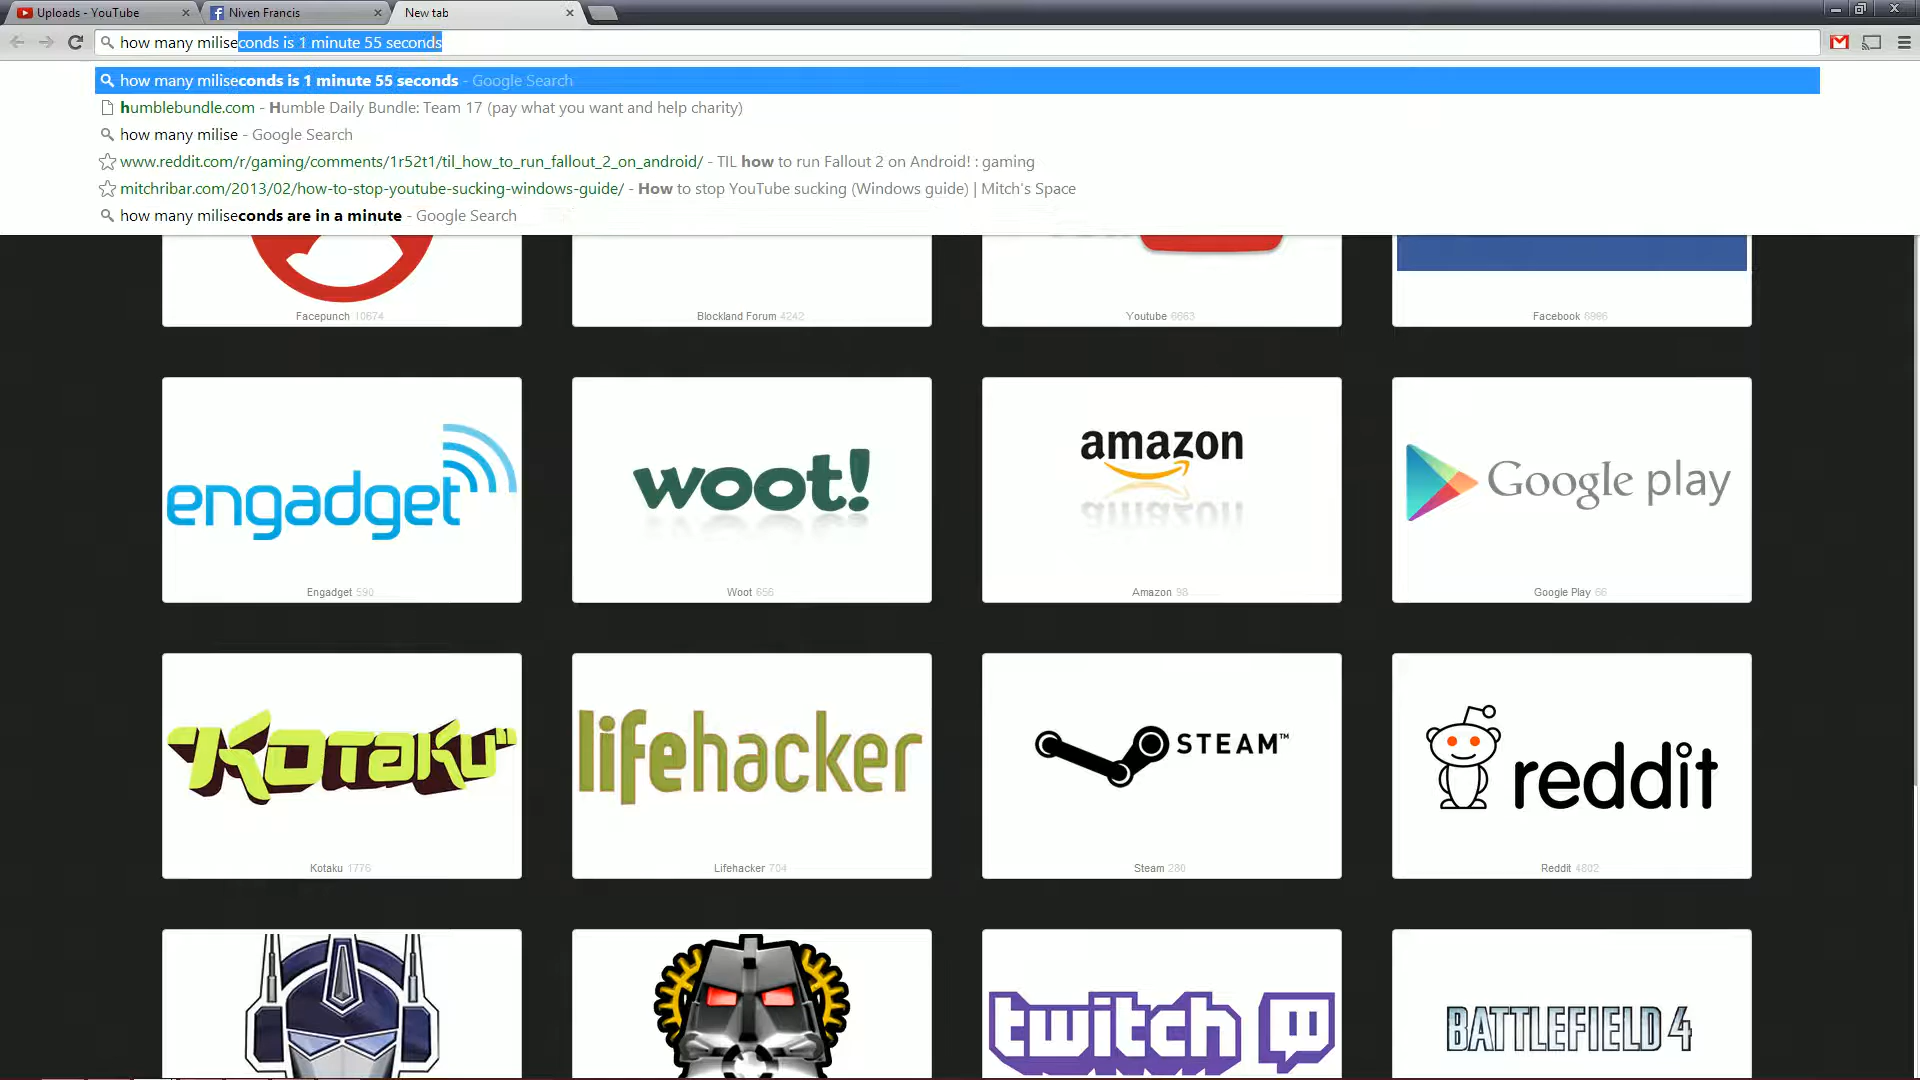 Uploads - YouTube
Niven Francis
New tab
how many miliseconds is 1 minute 55 seconds
how many miliseconds is 1 minute 55 seconds - Google Search
humblebundle.com - Humble Daily Bundle: Team 17 (pay what you want and help charity)
how many milise - Google Search
www.reddit.com/r/gaming/comments/1r52t1/til_how_to_run_fallout_2_on_android/ - TIL how to run Fallout 2 on Android! : gaming
mitchribar.com/2013/02/how-to-stop-youtube-sucking-windows-guide/ - How to stop YouTube sucking (Windows guide) | Mitch's Space
how many miliseconds are in a minute - Google Search
Facepunch 10674
Blockland Forum 4242
Youtube 6663
Facebook
engadget
woot!
amazon
Google play
Engadget 590
Woot 656
Amazon 98
Google Play 66
"Kotaku"
lifehacker
STEAM™
reddit
Kotaku 1776
Lifehacker 704
Steam 280
Reddit 4802
twitch
BATTLEFIELD 4